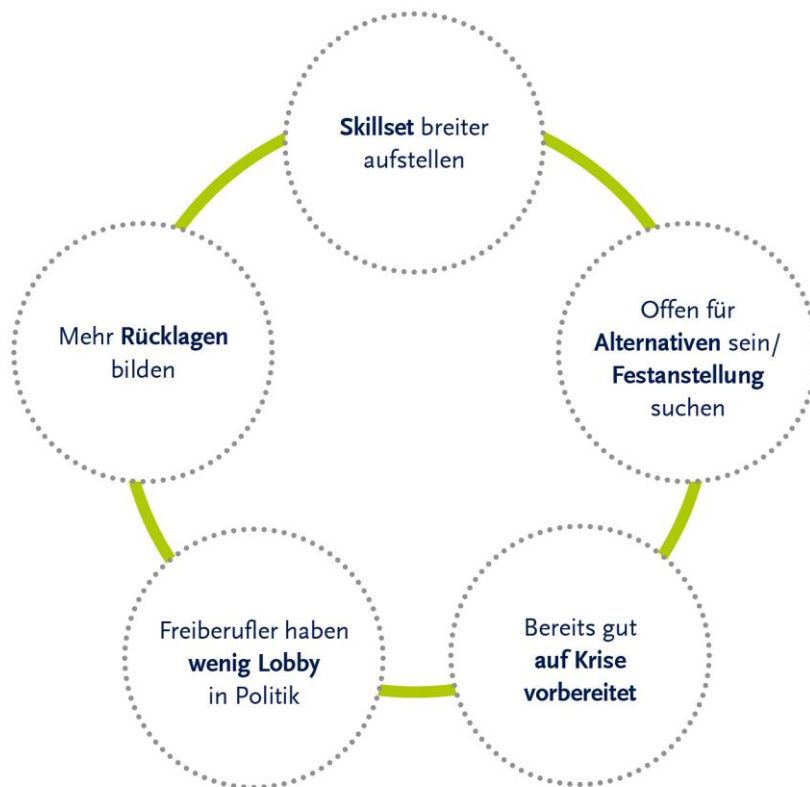 Skillset breiter
aufstellen
Offen für
Alternativen sein/
Festanstellung
suchen
Bereits gut
auf Krise
vorbereitet
Freiberufler haben
wenig Lobby
in Politik
Mehr Rücklagen
bilden